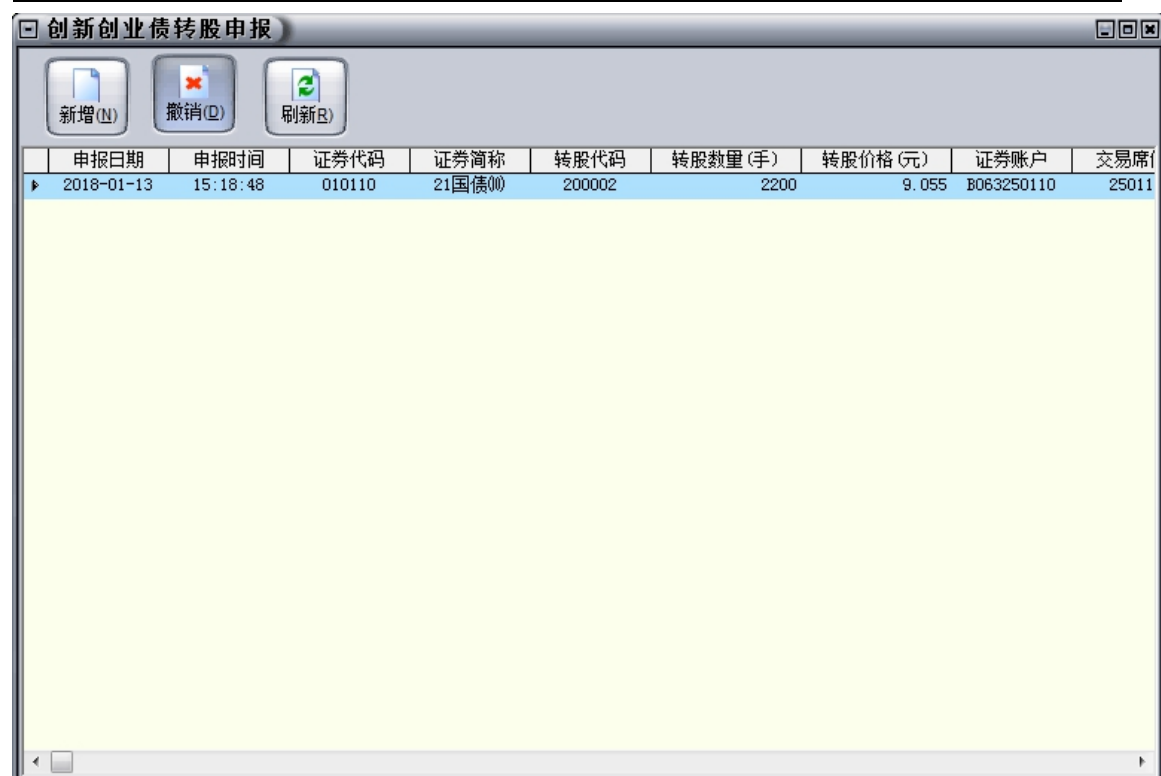 创新创业债转股申报
新增(N) 撤销(D) 刷新R)
申报日期 申报时间 证券代码 证券简称 转股代码 转股数量(手) 转股价格(元) 证券账户 交易席
2018-01-13 15:18:48 010110 21国债⑽ 200002 2200 9.055 B063250110 25011